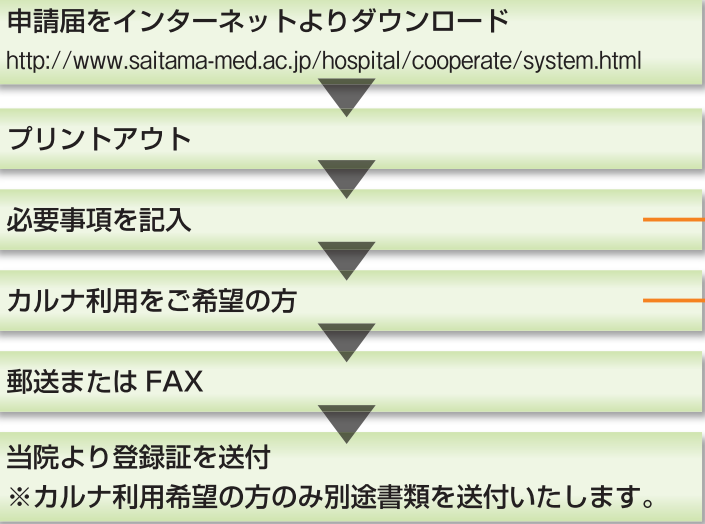 申請届をインターネットよりダウンロード
http://www.saitama-med.ac.jp/hospital/cooperate/system.html
プリントアウト
必要事項を記入
カルナ利用をご希望の方
郵送または FAX
当院より登録証を送付
※カルナ利用希望の方のみ別途書類を送付いたします。